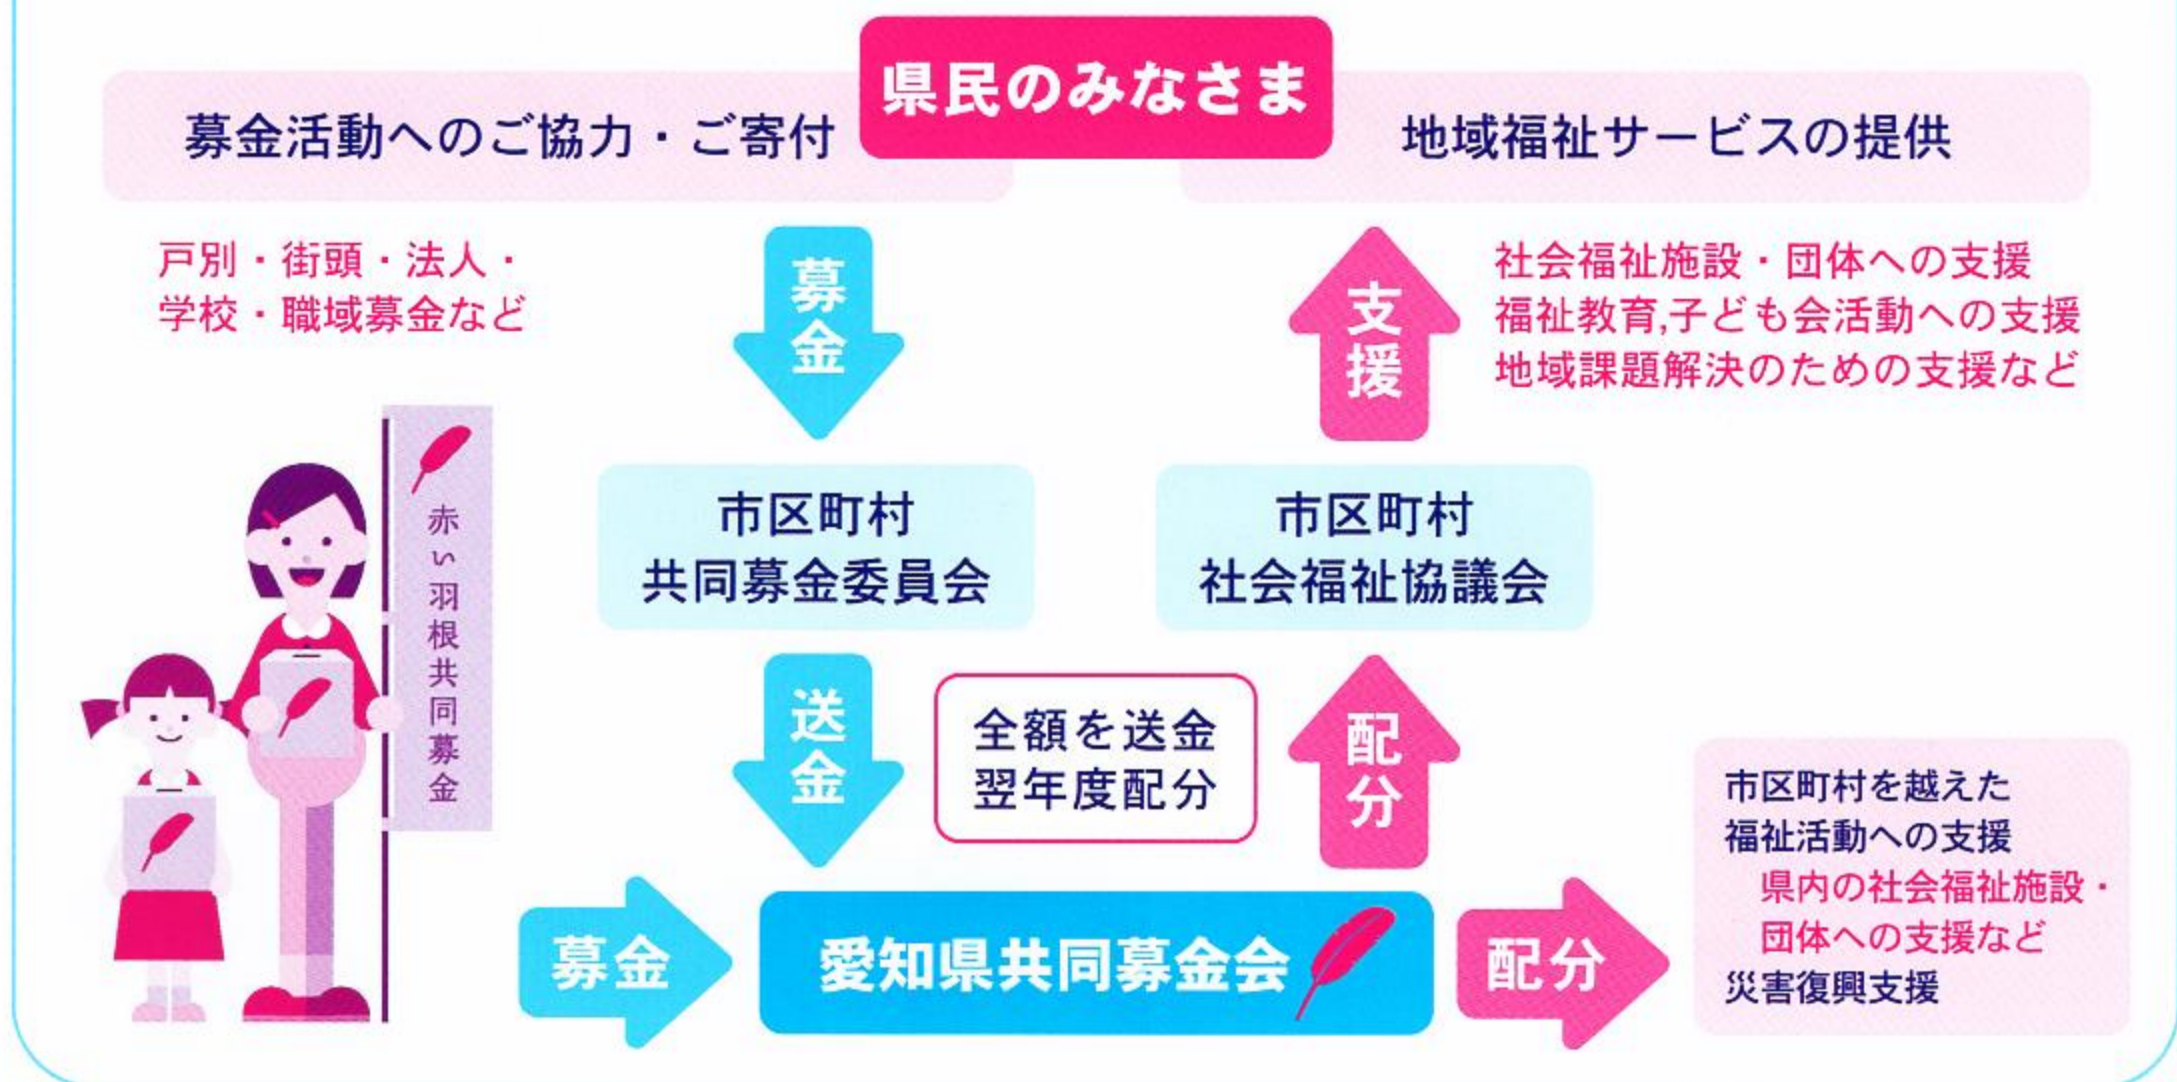 県民のみなさま
募金活動へのご協力・ご寄付
地域福祉サービスの提供
戸別・街頭・法人・
学校・職域募金など
募金
支援
社会福祉施設・団体への支援
福祉教育,子ども会活動への支援
地域課題解決のための支援など
赤い羽根共同募金
市区町村
共同募金委員会
市区町村
社会福祉協議会
送金
全額を送金
翌年度配分
配分
募金
愛知県共同募金会
配分
市区町村を越えた
福祉活動への支援
県内の社会福祉施設・
団体への支援など
災害復興支援